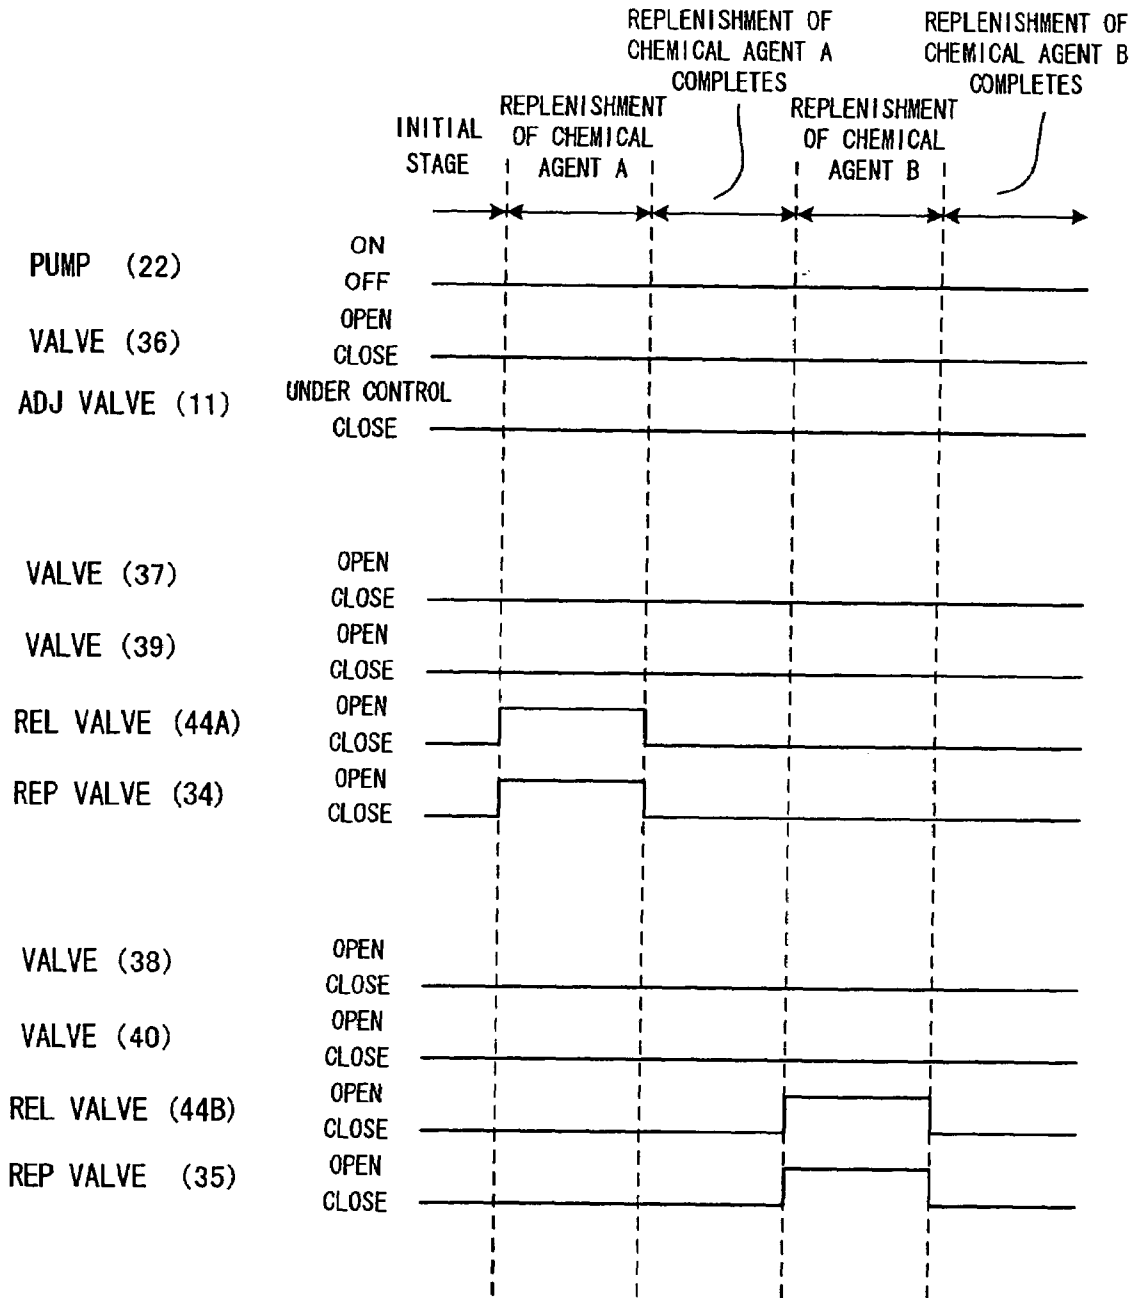 REPLENISHMENT OF
CHEMICAL AGENT A
COMPLETES
REPLENISHMENT OF
CHEMICAL AGENT B
COMPLETES
INITIAL
STAGE
REPLENISHMENT
OF CHEMICAL
AGENT A
REPLENISHMENT
OF CHEMICAL
AGENT B
PUMP (22)
ON
OFF
VALVE (36)
OPEN
CLOSE
ADJ VALVE (11)
UNDER CONTROL
CLOSE
VALVE (37)
OPEN
CLOSE
VALVE (39)
OPEN
CLOSE
REL VALVE (44A)
OPEN
CLOSE
REP VALVE (34)
OPEN
CLOSE
VALVE (38)
OPEN
CLOSE
VALVE (40)
OPEN
CLOSE
REL VALVE (44B)
OPEN
CLOSE
REP VALVE (35)
OPEN
CLOSE